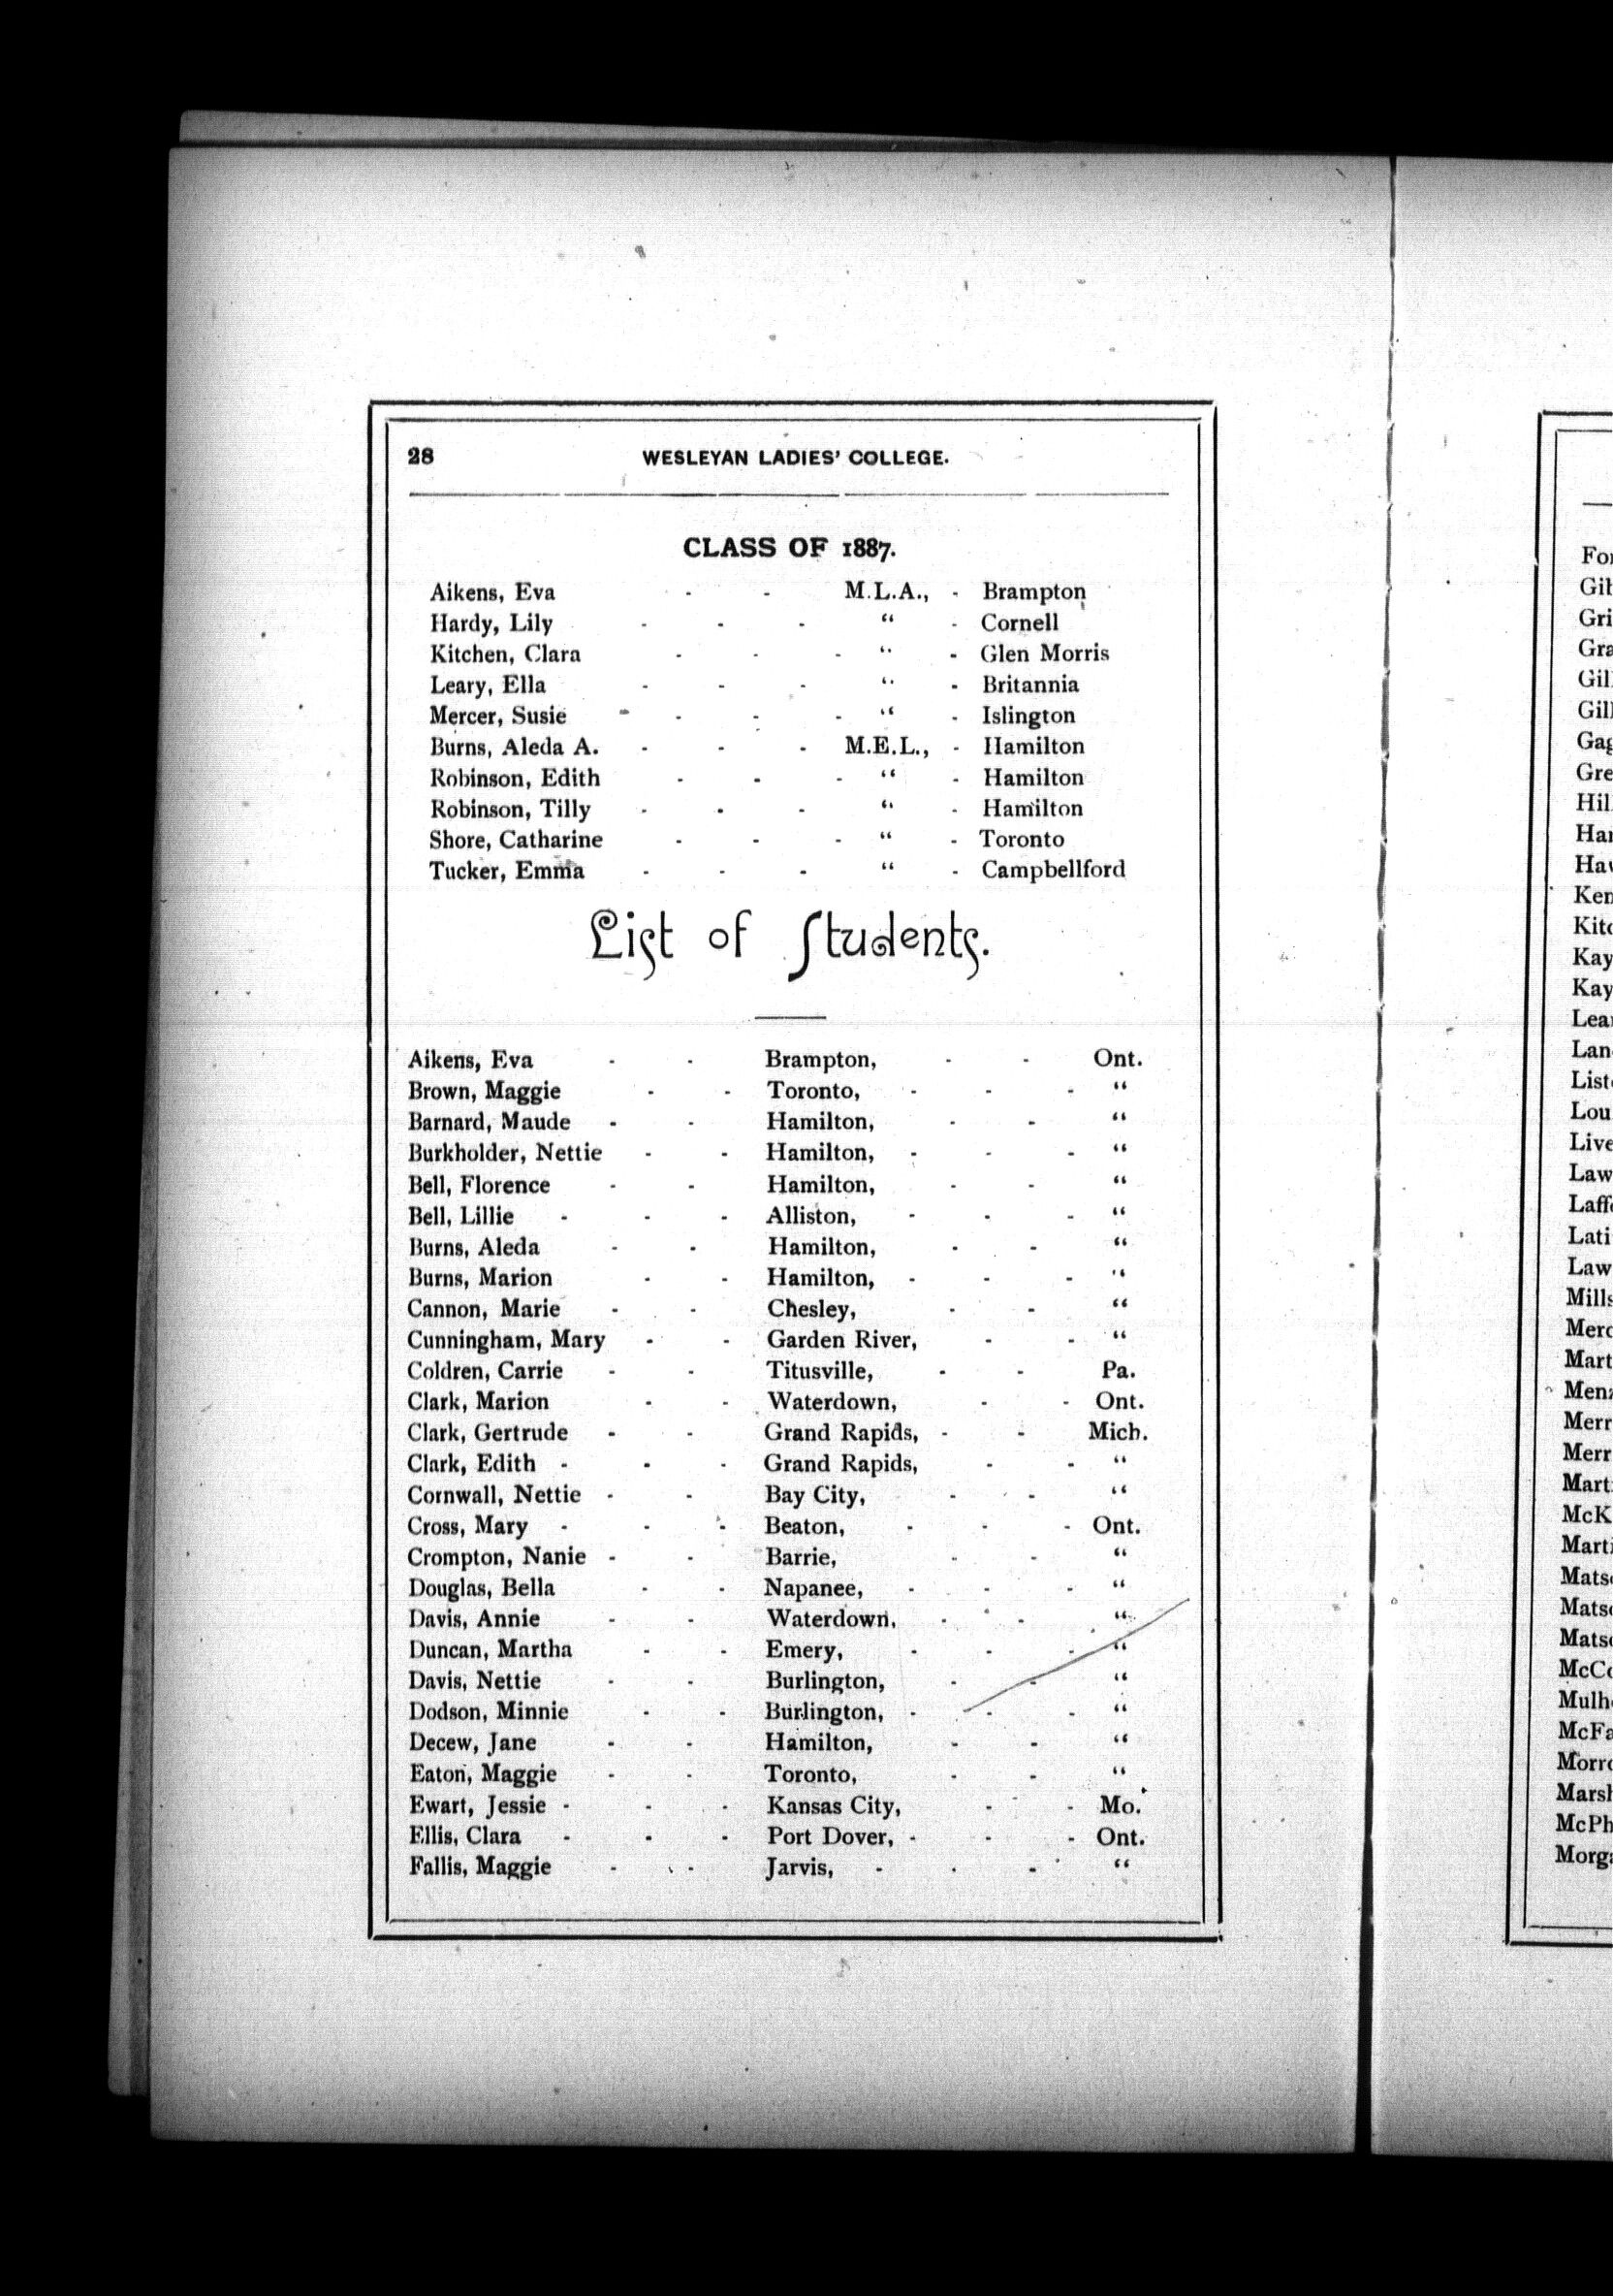 28 WESLEYAN LADIES' COLLEGE.
CLASS OF 1887.
Aikens, Eva - - M.L.A., - Brampton
Hardy, Lily - - - “ - Cornell
Kitchen, Clara - - - “ - Glen Morris
Leary, Ella - - - “ - Britannia
Mercer, Susie - - - - “ - Islington
Burns, Aleda A. - - - M.E.L., - Hamilton
Robinson, Edith - - - “ - Hamilton
Robinson, Tilly - - - “ - Hamilton
Shore, Catharine - - - “ - Toronto
Tucker, Emma - - - “ - Campbellford
List of Students.
Aikens, Eva - - Brampton, - - Ont.
Brown, Maggie - - Toronto, - - - “
Barnard, Maude - - Hamilton, - - “
Burkholder, Nettie - - Hamilton, - - - “
Bell, Florence - - Hamilton, - - “
Bell, Lillie - - - Alliston, - - - “
Burns, Aleda - - Hamilton, - - “
Burns, Marion - - Hamilton, - - - “
Cannon, Marie - - Chesley, - - “
Cunningham, Mary - - Garden River, - - “
Coldren, Carrie - - Titusville, - - Pa.
Clark, Marion - - Waterdown, - - Ont.
Clark, Gertrude - - Grand Rapids, - - Mich.
Clark, Edith - - - Grand Rapids, - - “
Cornwall, Nettie - - Bay City, - - “
Cross, Mary - - - Beaton, - - - Ont.
Crompton, Nanie - - Barrie, - - “
Douglas, Bella - - Napanee, - - - “
Davis, Annie - - Waterdown, - - “
Duncan, Martha - - Emery, - - - “
Davis, Nettie - - Burlington, - - “
Dodson, Minnie - - Burlington, - - - “
Decew, Jane - - Hamilton, - - “
Eaton, Maggie - - Toronto, - - “
Ewart, Jessie - - - Kansas City, - - Mo.
Ellis, Clara - - - Port Dover, - - - Ont.
Fallis, Maggie - - Jarvis, - - - “